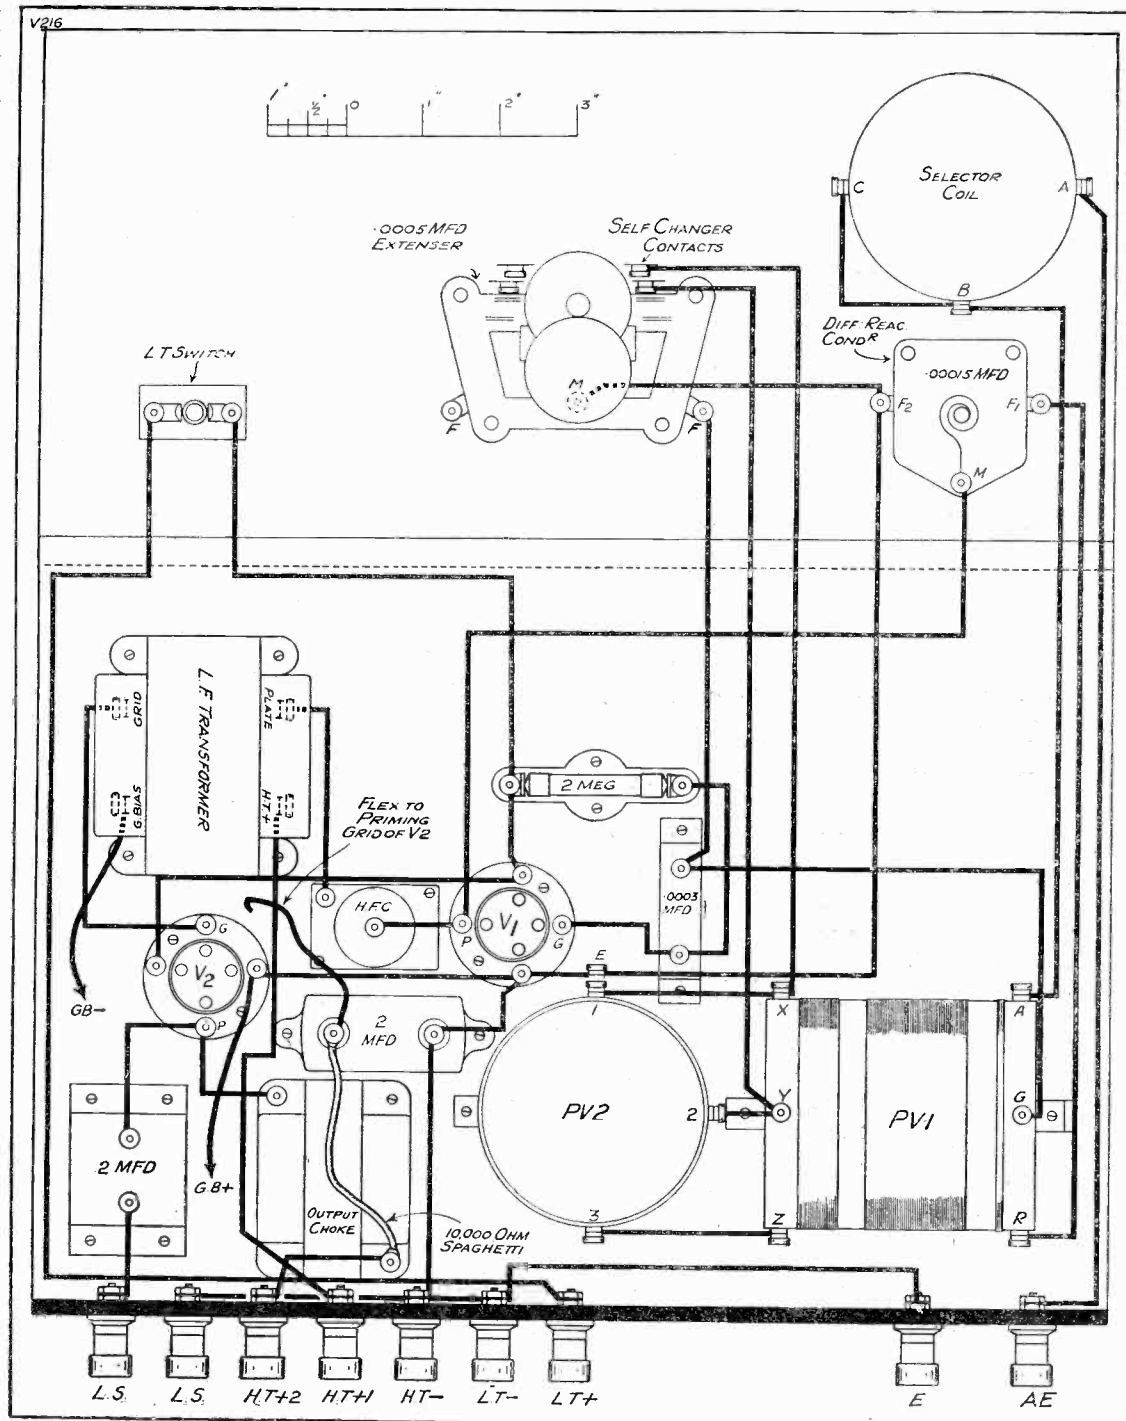 V216
1" ½" 0 1" 2" 3"
SELECTOR
COIL
C
A
B
.0005 MFD
EXTENSER
SELF CHANGER
CONTACTS
DIFF. REAC.
CONDR
.00015 MFD
L T SWITCH
M
F
F
F2
F1
M
L.F. TRANSFORMER
GRID
PLATE
G.BIAS
H.T.+
FLEX TO
PRIMING
GRID OF V2
2 MEG
.0003
MFD
H.F.C
P
V1
G
G
V2
P
E
1
GB-
2
MFD
X
A
PV2
2
Y
PV1
G
2 MFD
G.B+
OUTPUT
CHOKE
10,000 OHM
SPAGHETTI
3
Z
R
L.S. L.S. H.T+2 H.T+1 H.T- L.T- L.T+ E AE